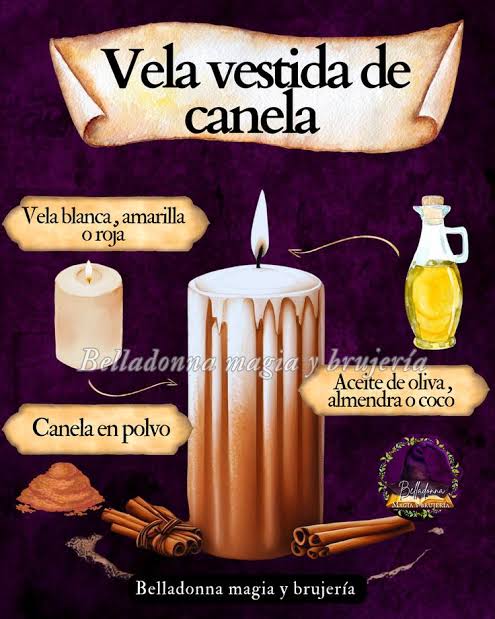 Vela vestida de
canela
Vela blanca, amarilla
o roja
Belladonna magia y brujería
Aceite de oliva,
almendra o coco
Canela en polvo
Belladonna
Magia y brujería
Belladonna magia y brujería